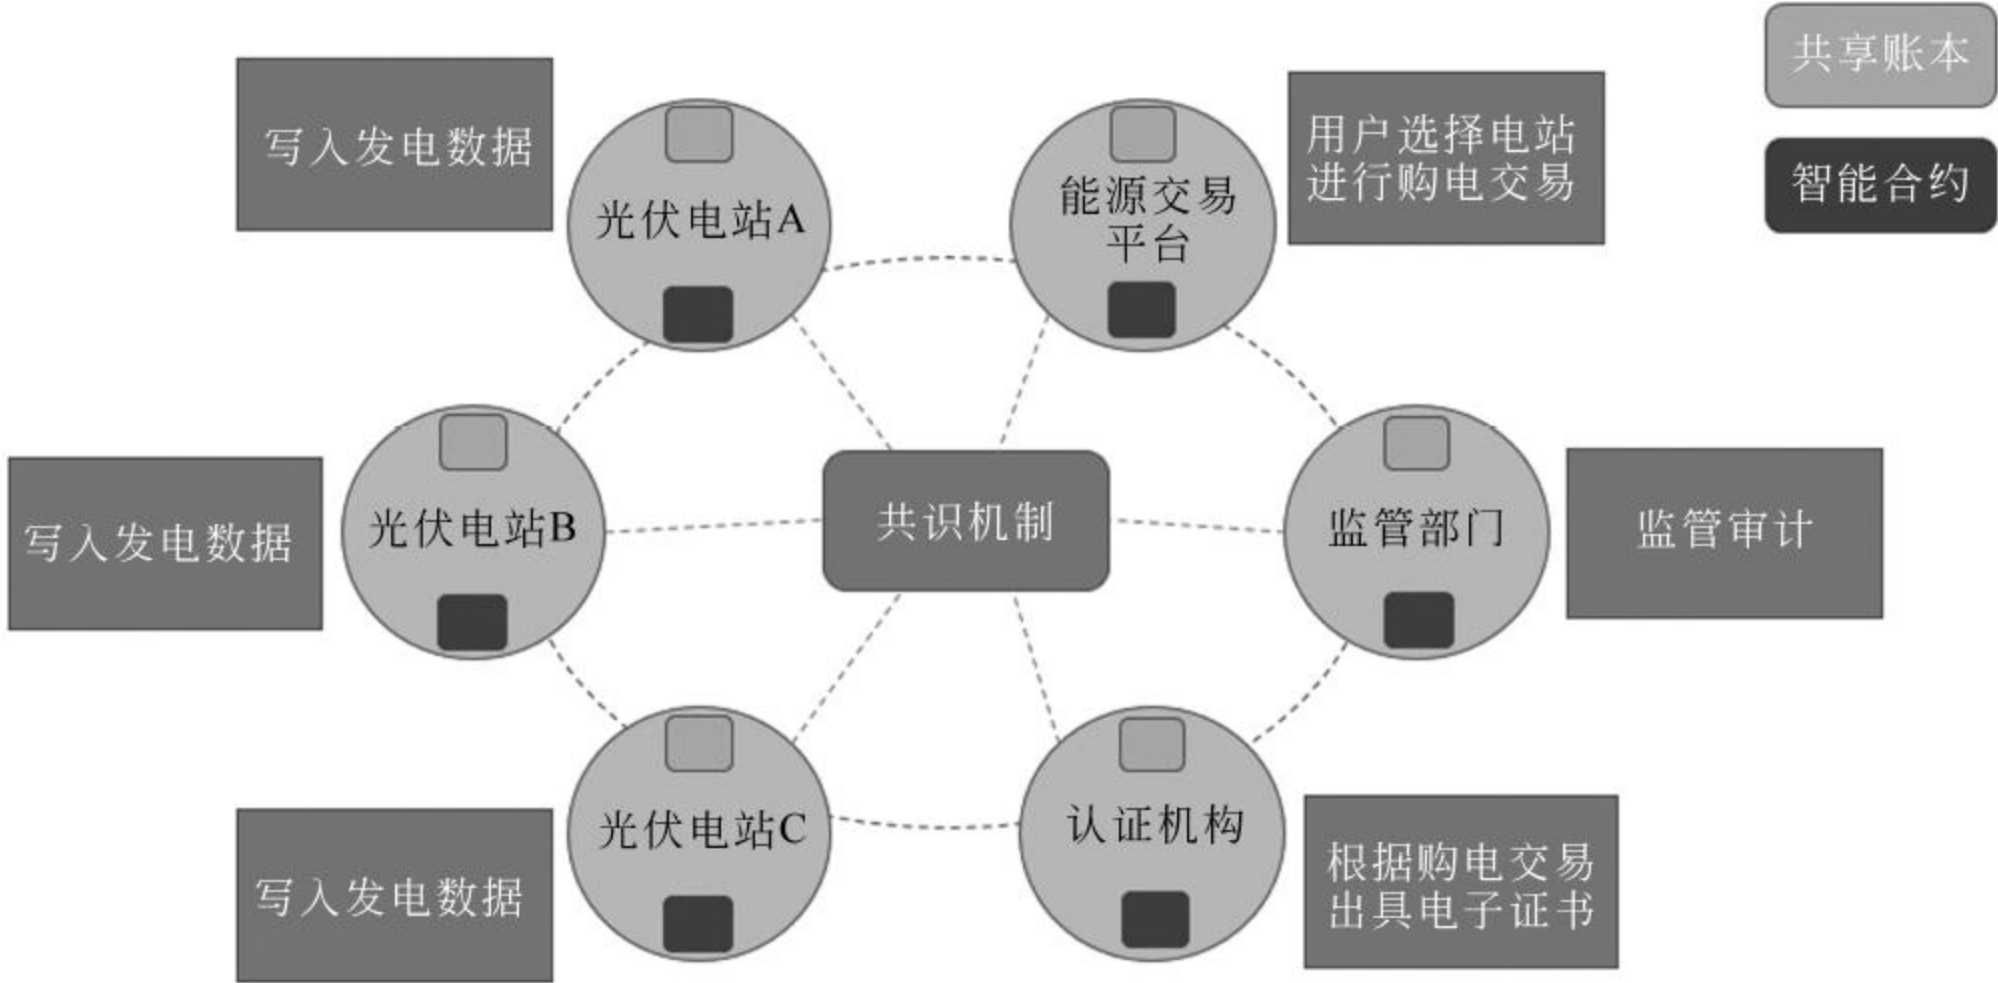 共享账本
智能合约
写入发电数据
光伏电站A
能源交易
平台
用户选择电站
进行购电交易
写入发电数据
光伏电站B
共识机制
监管部门
监管审计
写入发电数据
光伏电站C
认证机构
根据购电交易
出具电子证书